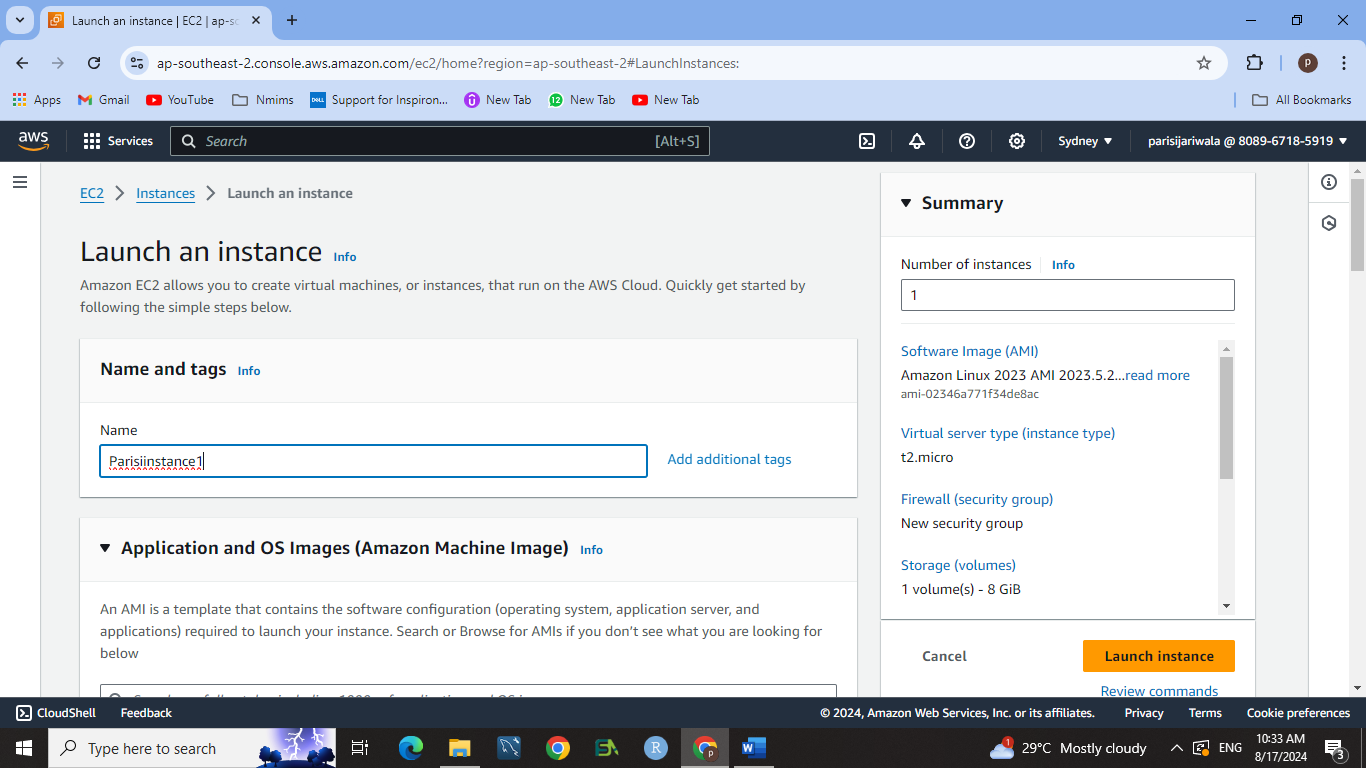 Launch an instance | EC2 | ap-sc
ap-southeast-2.console.aws.amazon.com/ec2/home?region=ap-southeast-2#LaunchInstances:
p
Apps Gmail YouTube Nmims DELL Support for Inspiron... New Tab 12 New Tab New Tab All Bookmarks
aws Services Search [Alt+S] Sydney parisijariwala @ 8089-6718-5919
EC2 Instances Launch an instance
Launch an instance Info
Amazon EC2 allows you to create virtual machines, or instances, that run on the AWS Cloud. Quickly get started by
following the simple steps below.
Name and tags Info
Name
Parisiinstance1
Add additional tags
Application and OS Images (Amazon Machine Image) Info
An AMI is a template that contains the software configuration (operating system, application server, and
applications) required to launch your instance. Search or Browse for AMIs if you don't see what you are looking for
below
Summary
Number of instances Info
1
Software Image (AMI)
Amazon Linux 2023 AMI 2023.5.2...read more
ami-02346a771f34de8ac
Virtual server type (instance type)
t2.micro
Firewall (security group)
New security group
Storage (volumes)
1 volume(s) - 8 GiB
Cancel Launch instance
Review commands
CloudShell Feedback © 2024, Amazon Web Services, Inc. or its affiliates. Privacy Terms Cookie preferences
Type here to search R p W 1 29°C Mostly cloudy ENG 10:33 AM
8/17/2024 3